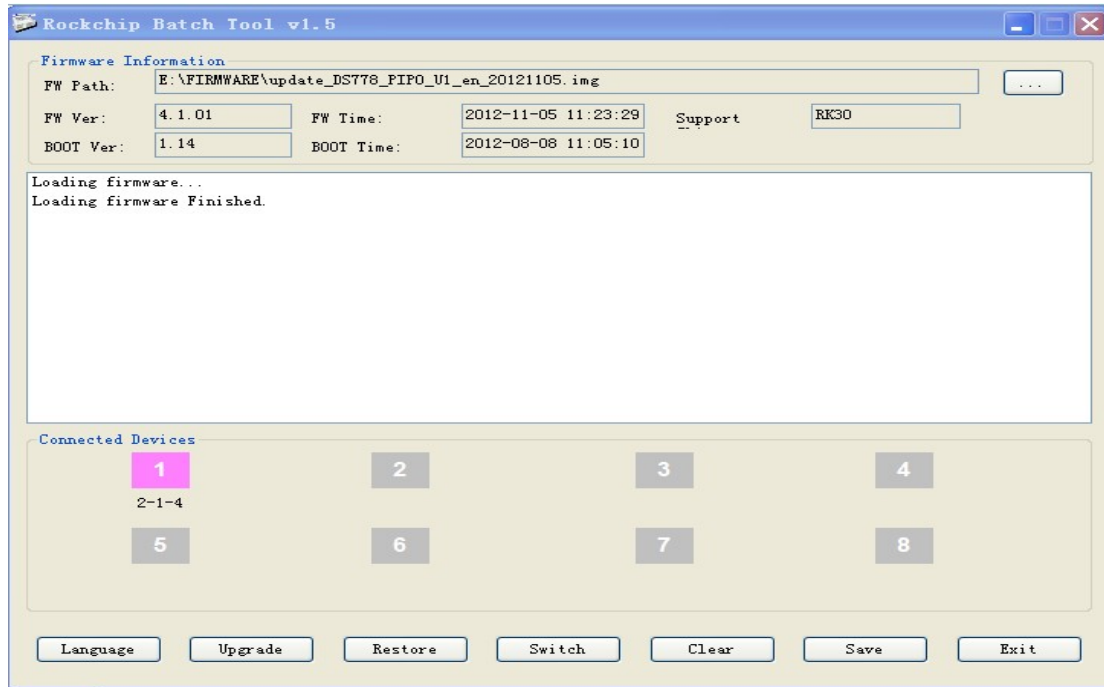 Rockchip Batch Tool v1.5
Firmware Information
FW Path: E:\FIRMWARE\update_DS778_PIPO_U1_en_20121105.img ...
FW Ver: 4.1.01 FW Time: 2012-11-05 11:23:29 Support RK30
BOOT Ver: 1.14 BOOT Time: 2012-08-08 11:05:10
Loading firmware...
Loading firmware Finished.
Connected Devices
1 2 3 4
2-1-4
5 6 7 8
Language Upgrade Restore Switch Clear Save Exit